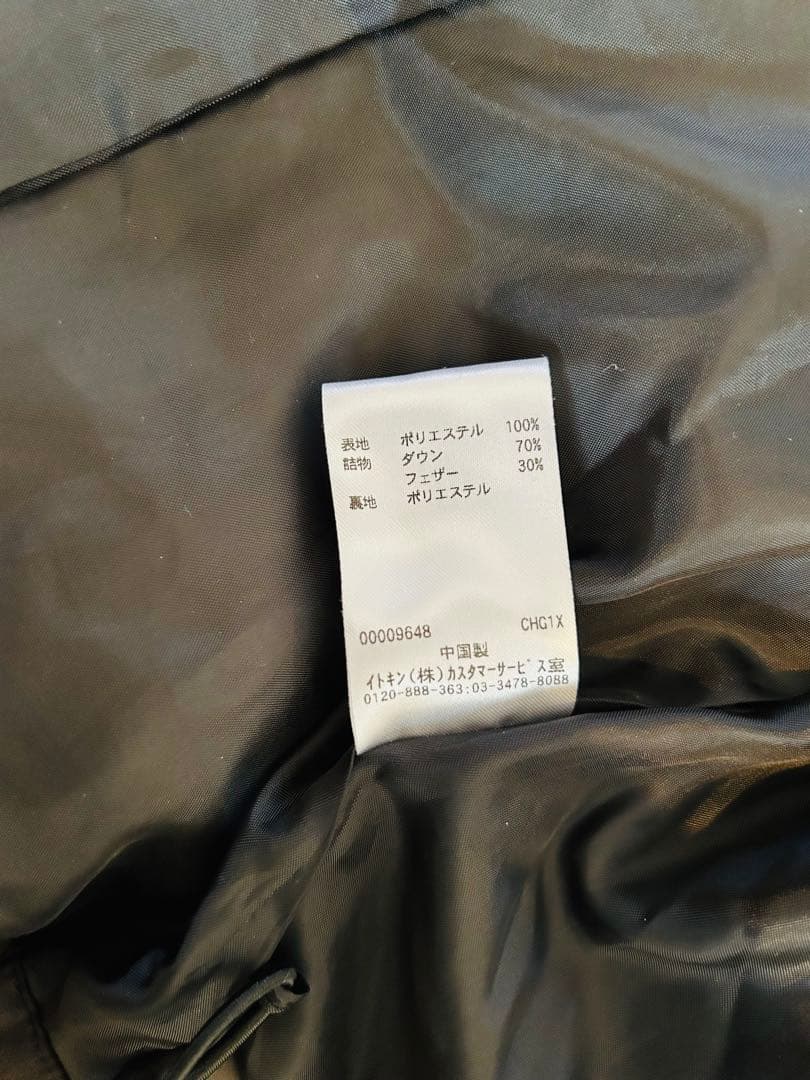 表地 ポリエステル 100%
詰物 ダウン 70%
フェザー 30%
裏地 ポリエステル
00009648 CHG1X
中国製
イトキン(株)カスタマーサービス室
0120-888-363:03-3478-8088